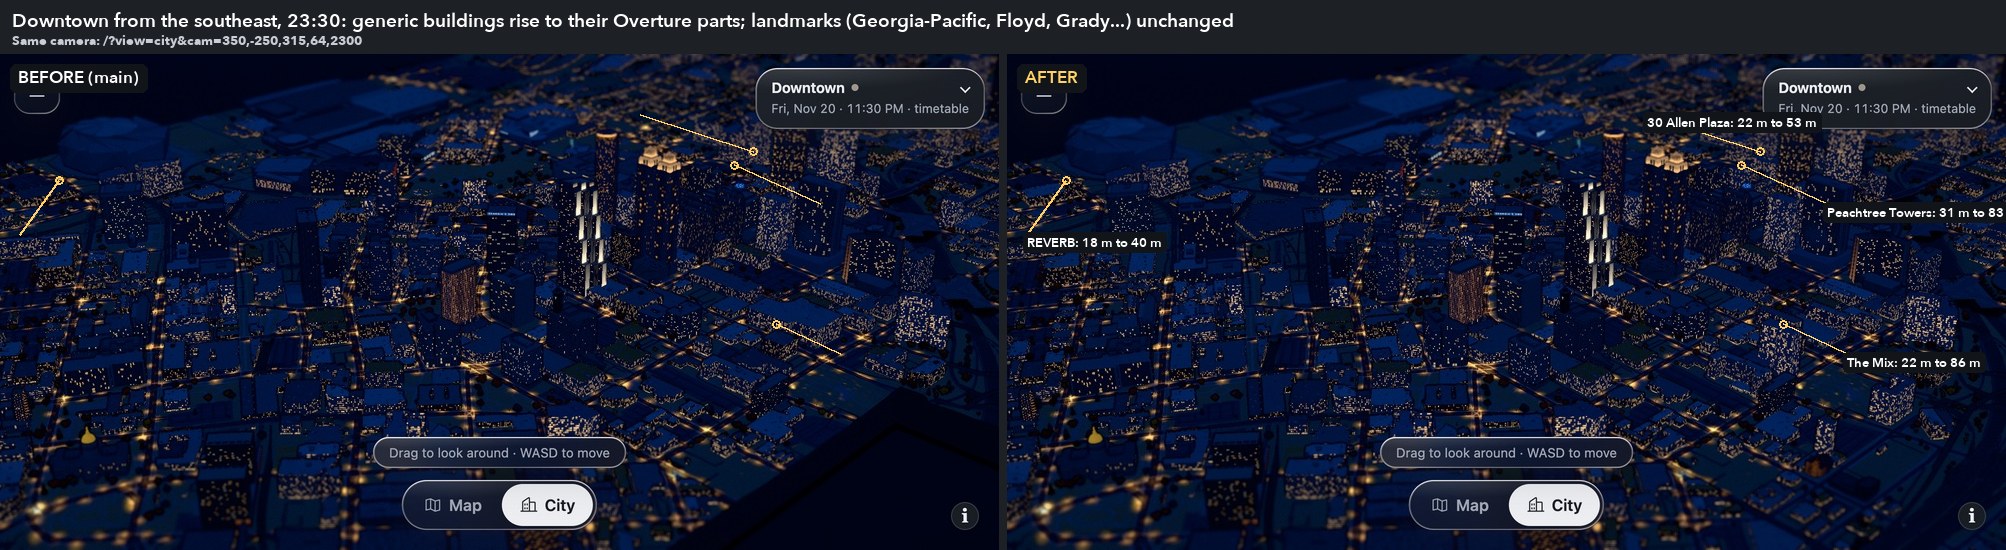 Downtown from the southeast, 23:30: generic buildings rise to their Overture parts; landmarks (Georgia-Pacific, Floyd, Grady...) unchanged
Same camera: /?view=city&cam=350,-250,315,64,2300
BEFORE (main)
Downtown
Fri, Nov 20 · 11:30 PM · timetable
Drag to look around · WASD to move
Map
City
i
AFTER
Downtown
Fri, Nov 20 · 11:30 PM · timetable
30 Allen Plaza: 22 m to 53 m
Peachtree Towers: 31 m to 83
REVERB: 18 m to 40 m
The Mix: 22 m to 86 m
Drag to look around · WASD to move
Map
City
i